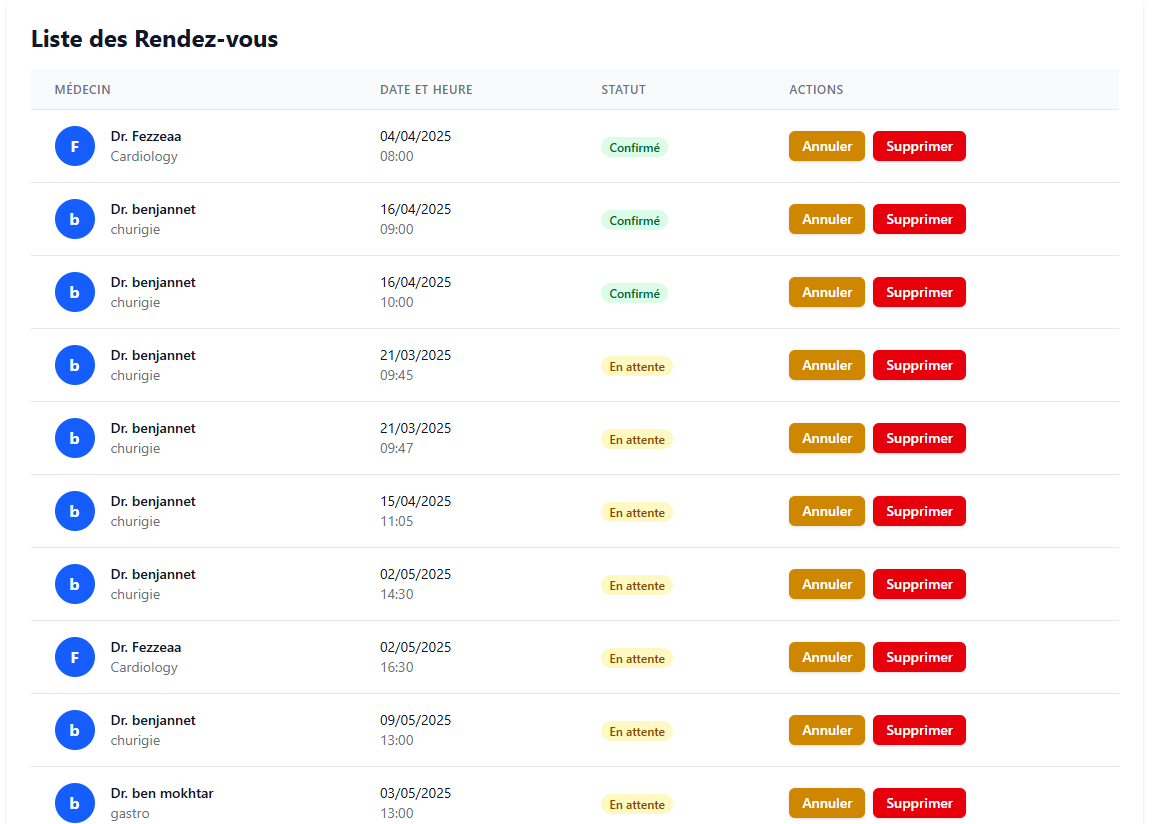 Liste des Rendez-vous
MÉDECIN DATE ET HEURE STATUT ACTIONS
F Dr. Fezzeaa 04/04/2025 Confirmé Annuler Supprimer
Cardiology 08:00
b Dr. benjannet 16/04/2025 Confirmé Annuler Supprimer
churigie 09:00
b Dr. benjannet 16/04/2025 Confirmé Annuler Supprimer
churigie 10:00
b Dr. benjannet 21/03/2025 En attente Annuler Supprimer
churigie 09:45
b Dr. benjannet 21/03/2025 En attente Annuler Supprimer
churigie 09:47
b Dr. benjannet 15/04/2025 En attente Annuler Supprimer
churigie 11:05
b Dr. benjannet 02/05/2025 En attente Annuler Supprimer
churigie 14:30
F Dr. Fezzeaa 02/05/2025 En attente Annuler Supprimer
Cardiology 16:30
b Dr. benjannet 09/05/2025 En attente Annuler Supprimer
churigie 13:00
b Dr. ben mokhtar 03/05/2025 En attente Annuler Supprimer
gastro 13:00